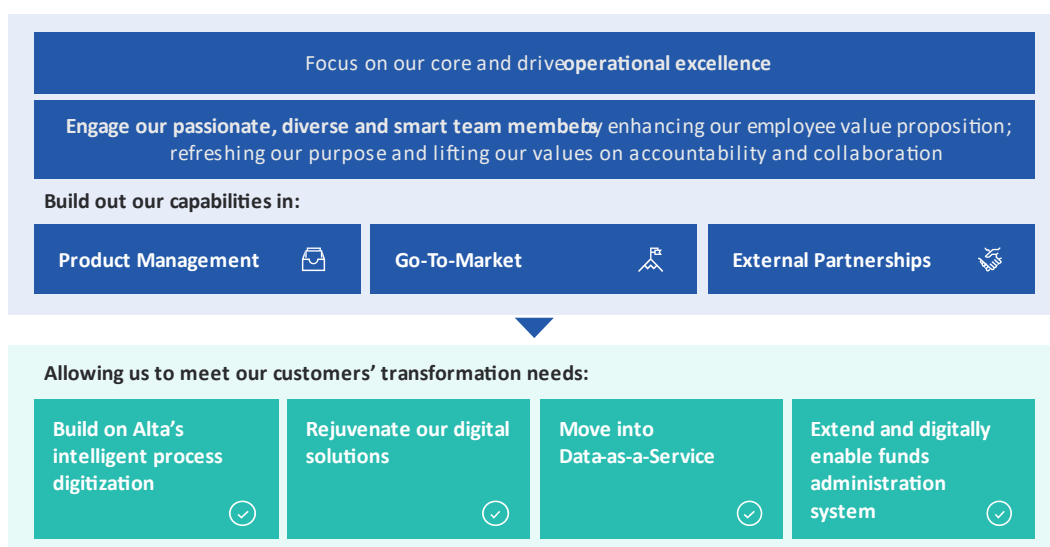 Focus on our core and drive operational excellence
Engage our passionate, diverse and smart team members by enhancing our employee value proposition;
refreshing our purpose and lifting our values on accountability and collaboration
Build out our capabilities in:
Product Management
Go-To-Market
External Partnerships
Allowing us to meet our customers’ transformation needs:
Build on Alta’s
intelligent process
digitization
Rejuvenate our digital
solutions
Move into
Data-as-a-Service
Extend and digitally
enable funds
administration
system